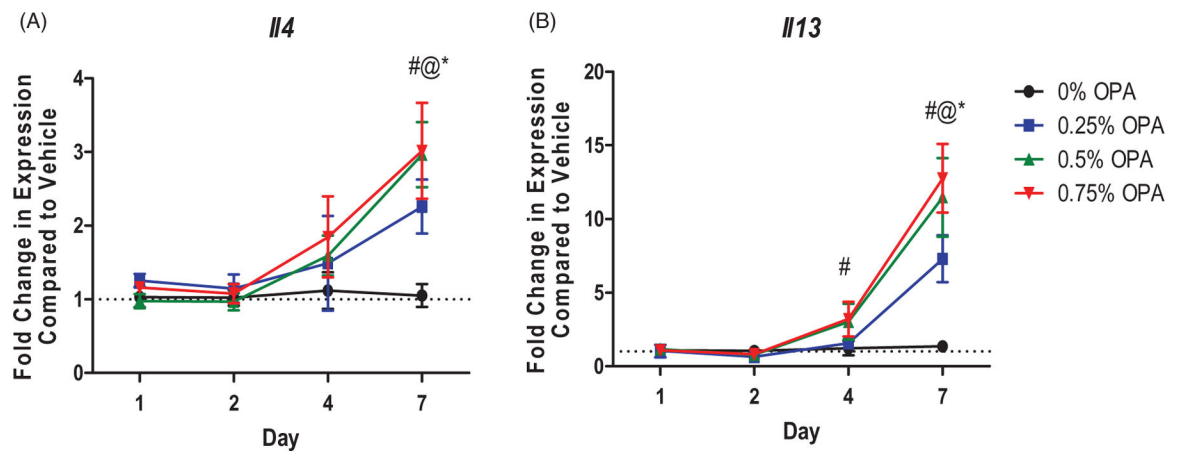 (A)
Il4
Fold Change in Expression
Compared to Vehicle
4
3
2
1
0
#@*
1 2 4 7
Day
(B)
Il13
Fold Change in Expression
Compared to Vehicle
20
15
10
5
0
#
#@*
1 2 4 7
Day
0% OPA
0.25% OPA
0.5% OPA
0.75% OPA